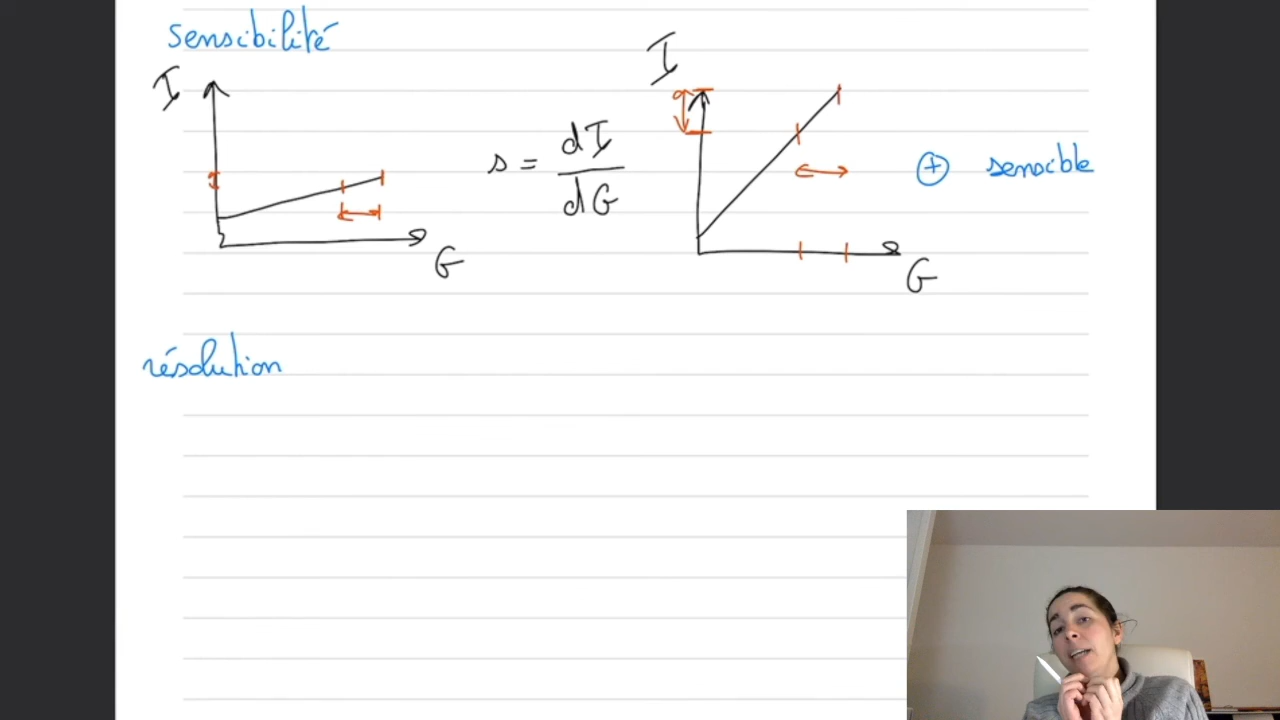 sensibilité
I
G
s = dI/dG
I
G
⊕ sensible
résolution